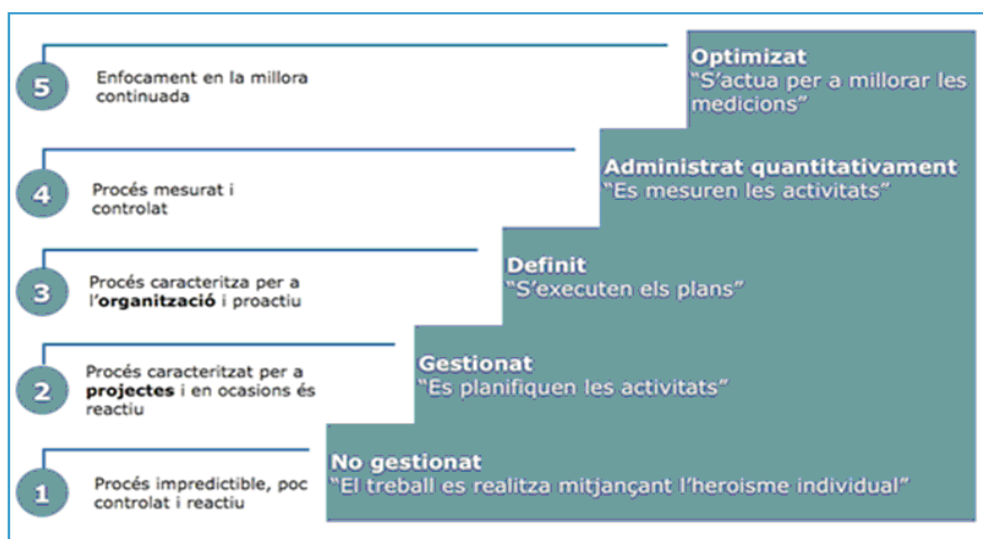 5
Enfocament en la millora
continuada
Optimizat
“S’actua per a millorar les
medicions”
4
Procés mesurat i
controlat
Administrat quantitativament
“Es mesuren les activitats”
3
Procés caracteritza per a
l’organització i proactiu
Definit
“S’executen els plans”
2
Procés caracteritzat per a
projectes i en ocasions és
reactiu
Gestionat
“Es planifiquen les activitats”
1
Procés impredictible, poc
controlat i reactiu
No gestionat
“El treball es realitza mitjançant l’heroisme individual”